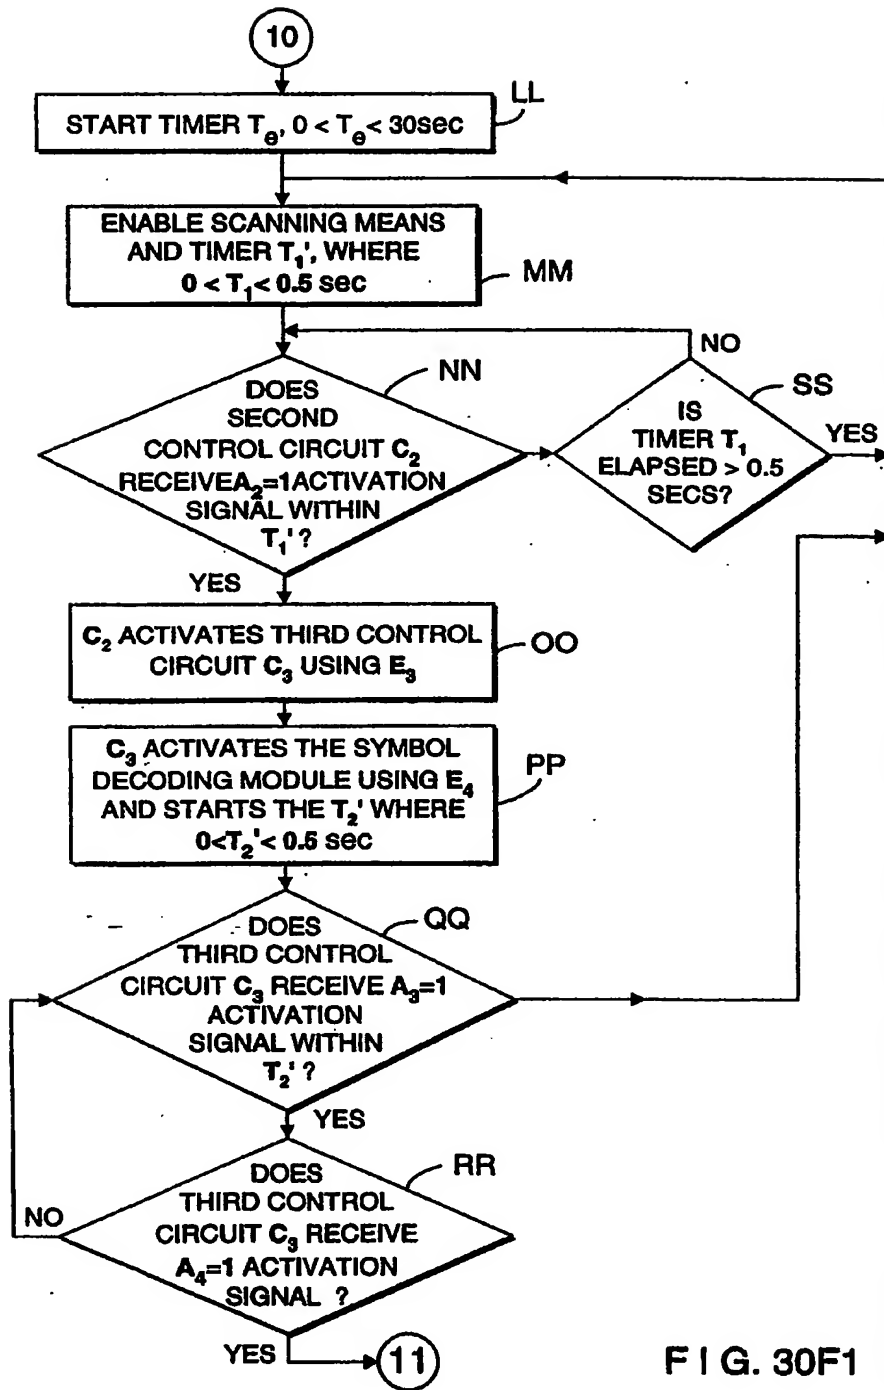 10
LL
START TIMER Te, 0 < Te < 30sec
ENABLE SCANNING MEANS
AND TIMER T1', WHERE
0 < T1 < 0.5 sec
MM
NO
NN
DOES
SECOND
CONTROL CIRCUIT C2
RECEIVEA2=1ACTIVATION
SIGNAL WITHIN
T1' ?
SS
IS
TIMER T1
ELAPSED > 0.5
SECS?
YES
YES
C2 ACTIVATES THIRD CONTROL
CIRCUIT C3 USING E3
OO
C3 ACTIVATES THE SYMBOL
DECODING MODULE USING E4
AND STARTS THE T2' WHERE
0<T2'< 0.5 sec
PP
QQ
DOES
THIRD CONTROL
CIRCUIT C3 RECEIVE A3=1
ACTIVATION
SIGNAL WITHIN
T2' ?
YES
RR
DOES
THIRD CONTROL
CIRCUIT C3 RECEIVE
A4=1 ACTIVATION
SIGNAL ?
NO
YES
11
FIG. 30F1